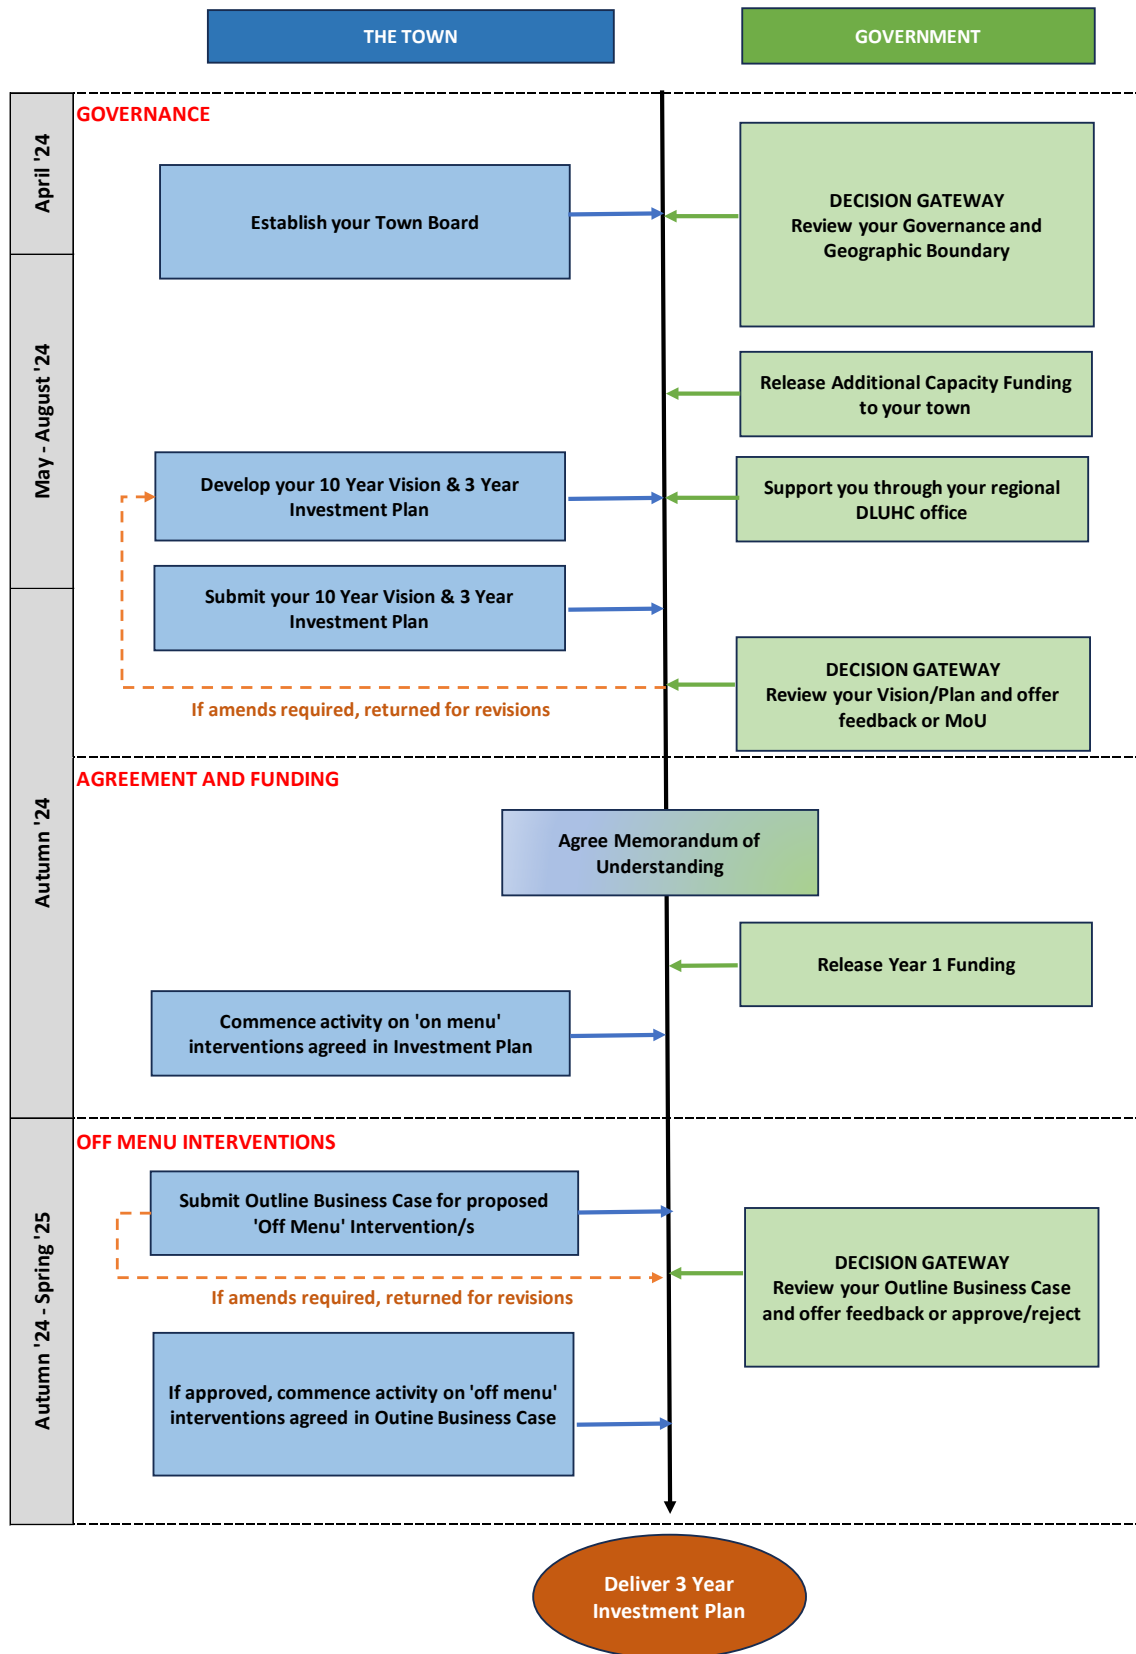 THE TOWN
GOVERNMENT
April '24
GOVERNANCE
Establish your Town Board
DECISION GATEWAY
Review your Governance and
Geographic Boundary
May - August '24
Release Additional Capacity Funding
to your town
Develop your 10 Year Vision & 3 Year
Investment Plan
Support you through your regional
DLUHC office
Submit your 10 Year Vision & 3 Year
Investment Plan
DECISION GATEWAY
Review your Vision/Plan and offer
feedback or MoU
If amends required, returned for revisions
Autumn '24
AGREEMENT AND FUNDING
Agree Memorandum of
Understanding
Release Year 1 Funding
Commence activity on 'on menu'
interventions agreed in Investment Plan
Autumn '24 - Spring '25
OFF MENU INTERVENTIONS
Submit Outline Business Case for proposed
'Off Menu' Intervention/s
DECISION GATEWAY
Review your Outline Business Case
and offer feedback or approve/reject
If amends required, returned for revisions
If approved, commence activity on 'off menu'
interventions agreed in Outine Business Case
Deliver 3 Year
Investment Plan